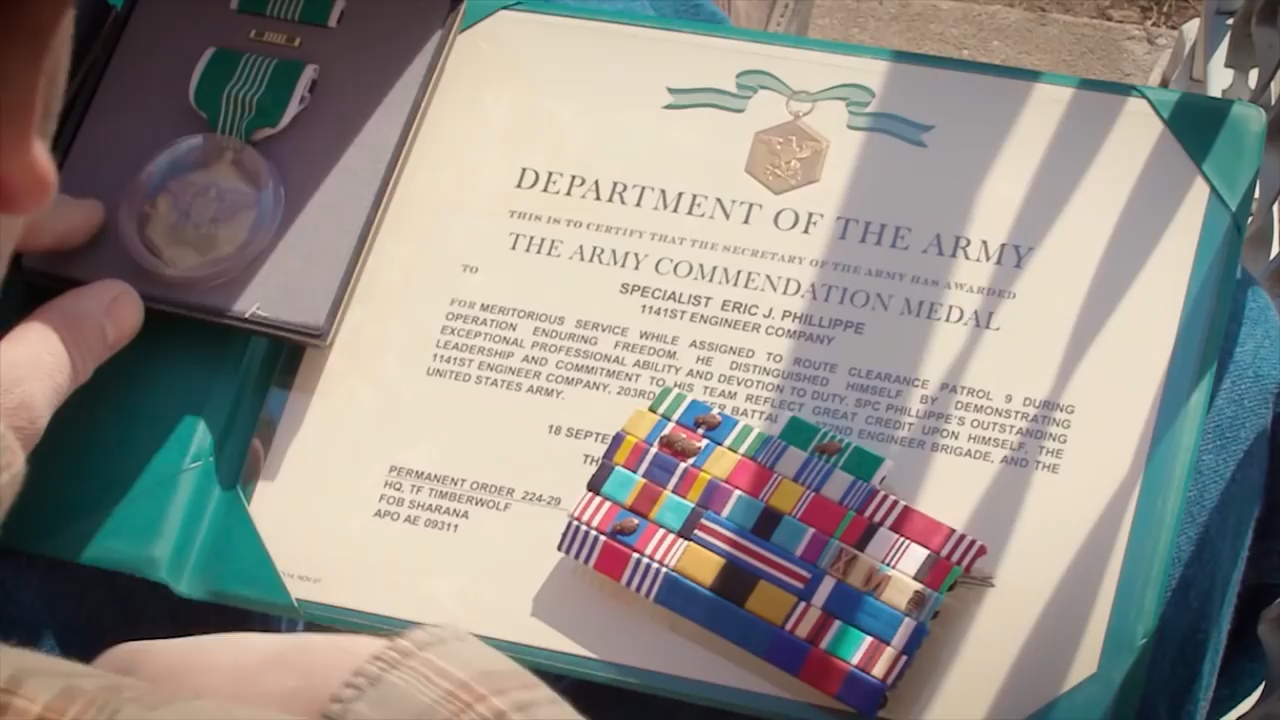 DEPARTMENT OF THE ARMY
THIS IS TO CERTIFY THAT THE SECRETARY OF THE ARMY HAS AWARDED
THE ARMY COMMENDATION MEDAL
TO
SPECIALIST ERIC J. PHILLIPPE
1141ST ENGINEER COMPANY
FOR MERITORIOUS SERVICE WHILE ASSIGNED TO ROUTE CLEARANCE PATROL 9 DURING
OPERATION ENDURING FREEDOM. HE DISTINGUISHED HIMSELF BY DEMONSTRATING
EXCEPTIONAL PROFESSIONAL ABILITY AND DEVOTION TO DUTY. SPC PHILLIPPE'S OUTSTANDING
LEADERSHIP AND COMMITMENT TO HIS TEAM REFLECT GREAT CREDIT UPON HIMSELF, THE
1141ST ENGINEER COMPANY, 203RD ENGINEER BRIGADE, AND THE
UNITED STATES ARMY.
18
PERMANENT ORDER 224-29
HQ, TF TIMBERWOLF
FOB SHARANA
APO AE 09311